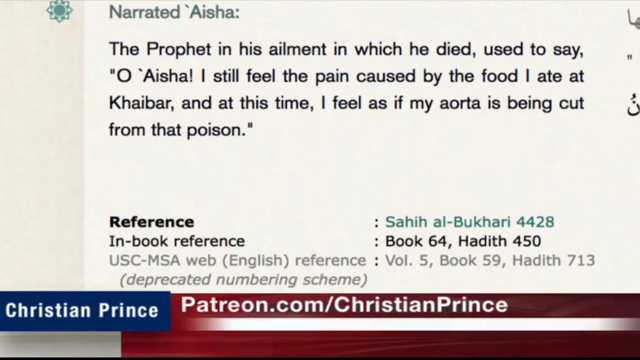 Narrated `Aisha:
The Prophet in his ailment in which he died, used to say,
"O `Aisha! I still feel the pain caused by the food I ate at
Khaibar, and at this time, I feel as if my aorta is being cut
from that poison."
Reference : Sahih al-Bukhari 4428
In-book reference : Book 64, Hadith 450
USC-MSA web (English) reference : Vol. 5, Book 59, Hadith 713
(deprecated numbering scheme)
Christian Prince
Patreon.com/ChristianPrince